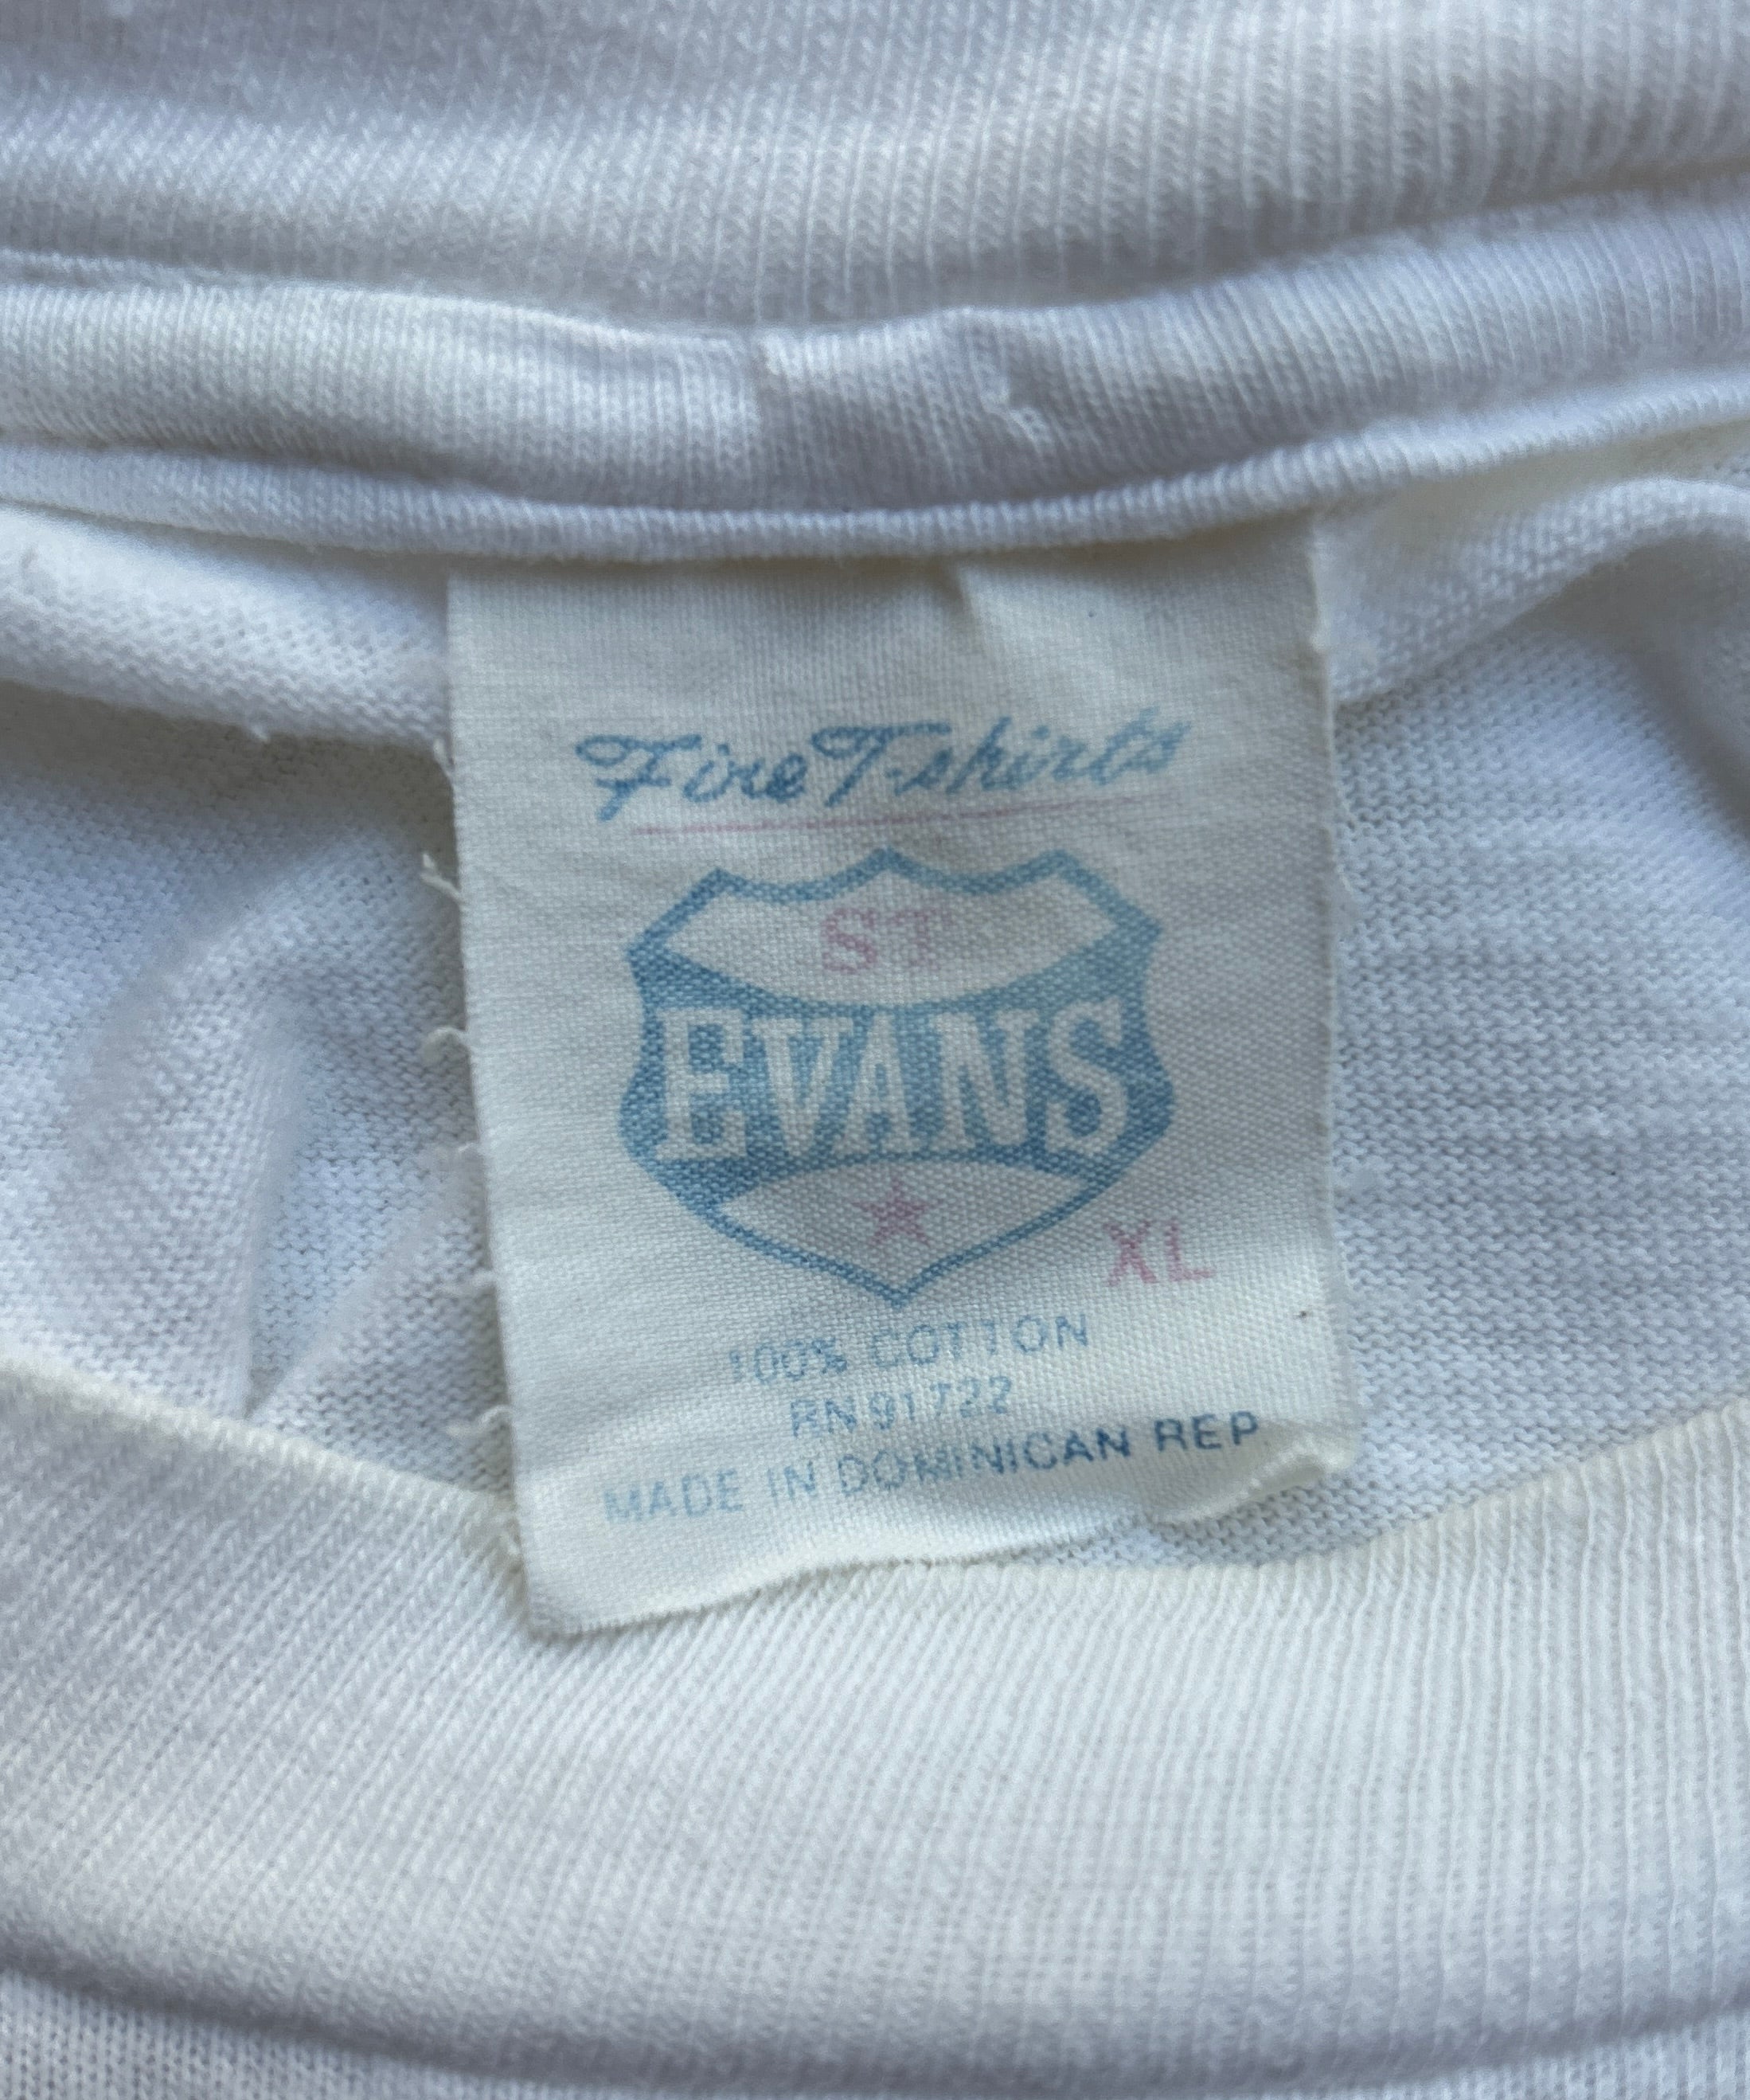 Fine T-shirts
ST
EVANS
XL
100% COTTON
RN 91722
MADE IN DOMINICAN REP